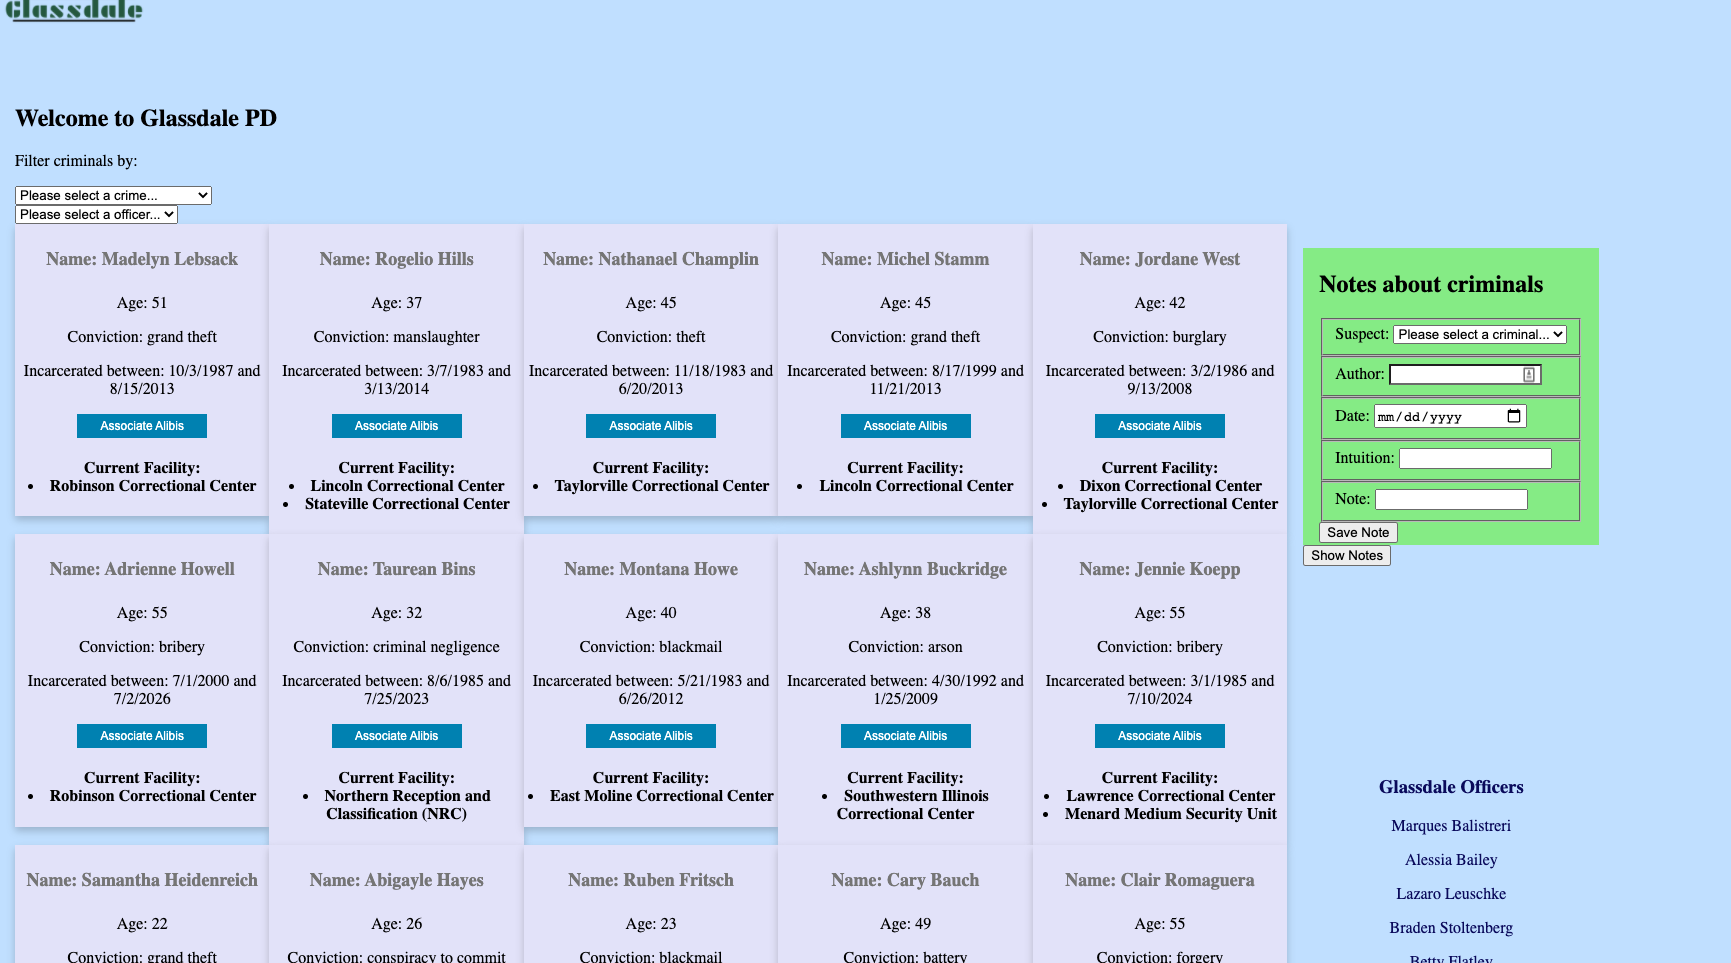 Glassdale
Welcome to Glassdale PD
Filter criminals by:
Please select a crime...
Please select a officer...
Name: Madelyn Lebsack
Age: 51
Conviction: grand theft
Incarcerated between: 10/3/1987 and
8/15/2013
Associate Alibis
Current Facility:
• Robinson Correctional Center
Name: Rogelio Hills
Age: 37
Conviction: manslaughter
Incarcerated between: 3/7/1983 and
3/13/2014
Associate Alibis
Current Facility:
• Lincoln Correctional Center
• Stateville Correctional Center
Name: Nathanael Champlin
Age: 45
Conviction: theft
Incarcerated between: 11/18/1983 and
6/20/2013
Associate Alibis
Current Facility:
• Taylorville Correctional Center
Name: Michel Stamm
Age: 45
Conviction: grand theft
Incarcerated between: 8/17/1999 and
11/21/2013
Associate Alibis
Current Facility:
• Lincoln Correctional Center
Name: Jordane West
Age: 42
Conviction: burglary
Incarcerated between: 3/2/1986 and
9/13/2008
Associate Alibis
Current Facility:
• Dixon Correctional Center
• Taylorville Correctional Center
Name: Adrienne Howell
Age: 55
Conviction: bribery
Incarcerated between: 7/1/2000 and
7/2/2026
Associate Alibis
Current Facility:
• Robinson Correctional Center
Name: Taurean Bins
Age: 32
Conviction: criminal negligence
Incarcerated between: 8/6/1985 and
7/25/2023
Associate Alibis
Current Facility:
• Northern Reception and
Classification (NRC)
Name: Montana Howe
Age: 40
Conviction: blackmail
Incarcerated between: 5/21/1983 and
6/26/2012
Associate Alibis
Current Facility:
• East Moline Correctional Center
Name: Ashlynn Buckridge
Age: 38
Conviction: arson
Incarcerated between: 4/30/1992 and
1/25/2009
Associate Alibis
Current Facility:
• Southwestern Illinois
Correctional Center
Name: Jennie Koepp
Age: 55
Conviction: bribery
Incarcerated between: 3/1/1985 and
7/10/2024
Associate Alibis
Current Facility:
• Lawrence Correctional Center
• Menard Medium Security Unit
Name: Samantha Heidenreich
Age: 22
Conviction: grand theft
Name: Abigayle Hayes
Age: 26
Conviction: conspiracy to commit
Name: Ruben Fritsch
Age: 23
Conviction: blackmail
Name: Cary Bauch
Age: 49
Conviction: battery
Name: Clair Romaguera
Age: 55
Conviction: forgery
Notes about criminals
Suspect: Please select a criminal...
Author:
Date: mm/dd/yyyy
Intuition:
Note:
Save Note
Show Notes
Glassdale Officers
Marques Balistreri
Alessia Bailey
Lazaro Leuschke
Braden Stoltenberg
Betty Flatley